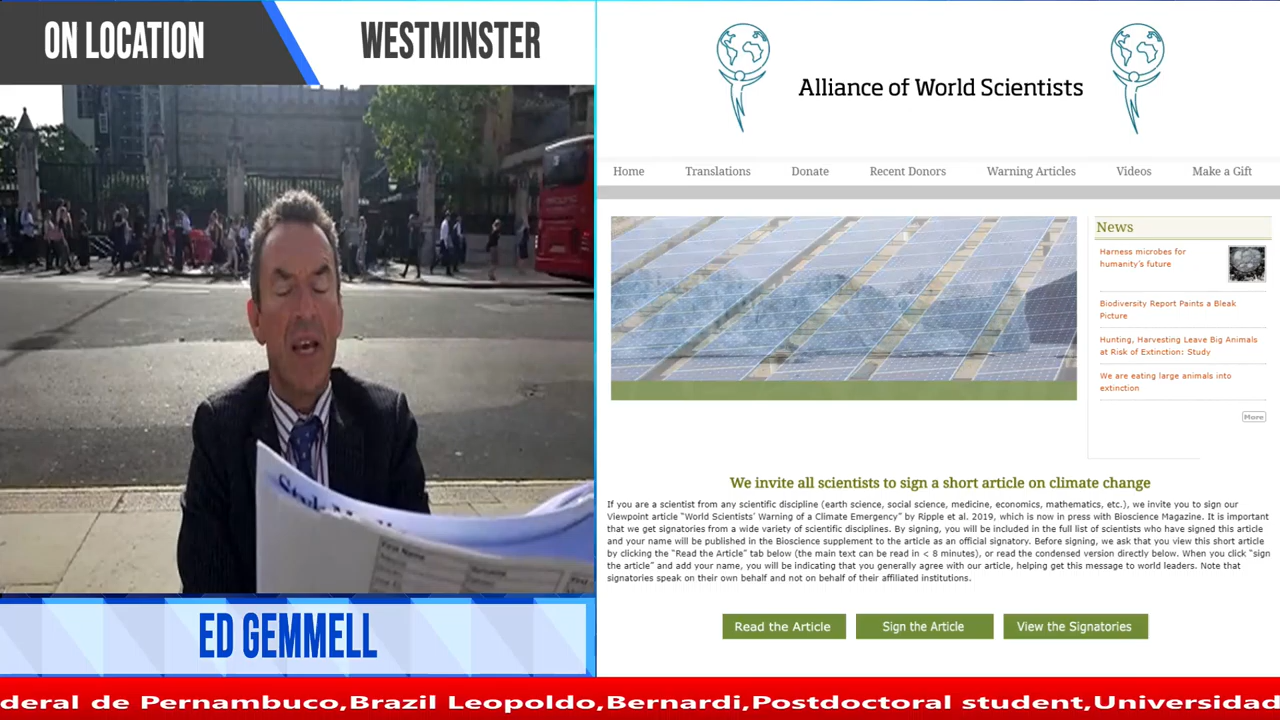 ON LOCATION
WESTMINSTER
Alliance of World Scientists
Home Translations Donate Recent Donors Warning Articles Videos Make a Gift
News
Harness microbes for
humanity's future
Biodiversity Report Paints a Bleak
Picture
Hunting, Harvesting Leave Big Animals
at Risk of Extinction: Study
We are eating large animals into
extinction
More
We invite all scientists to sign a short article on climate change
If you are a scientist from any scientific discipline (earth science, social science, medicine, economics, mathematics, etc.), we invite you to sign our
Viewpoint article "World Scientists' Warning of a Climate Emergency" by Ripple et al. 2019, which is now in press with Bioscience Magazine. It is important
that we get signatories from a wide variety of scientific disciplines. By signing, you will be included in the full list of scientists who have signed this article
and your name will be published in the Bioscience supplement to the article as an official signatory. Before signing, we ask that you view this short article
by clicking the "Read the Article" tab below (the main text can be read in < 8 minutes), or read the condensed version directly below. When you click "sign
the article" and add your name, you will be indicating that you generally agree with our article, helping get this message to world leaders. Note that
signatories speak on their own behalf and not on behalf of their affiliated institutions.
Read the Article
Sign the Article
View the Signatories
ED GEMMELL
deral de Pernambuco,Brazil Leopoldo,Bernardi,Postdoctoral student,Universidad